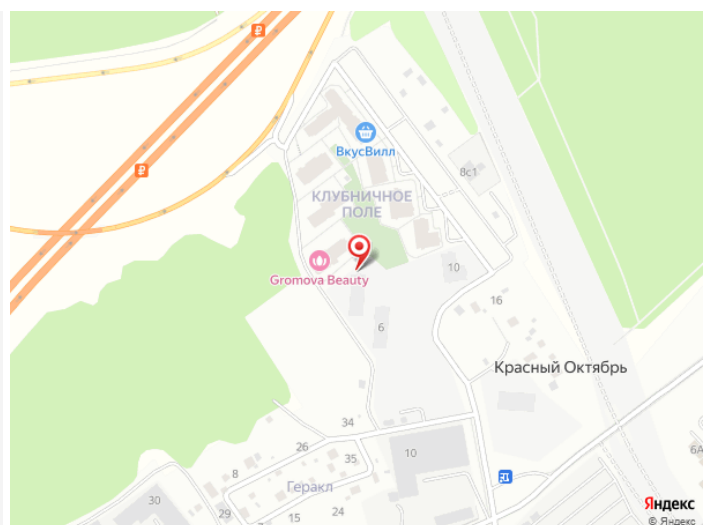 ВкусВилл
8с1
КЛУБНИЧНОЕ
ПОЛЕ
Gromova Beauty
10
16
6
Красный Октябрь
34
26
35
10
8
6А
Геракл
30
29
7
15
24
Яндекс
© Яндекс